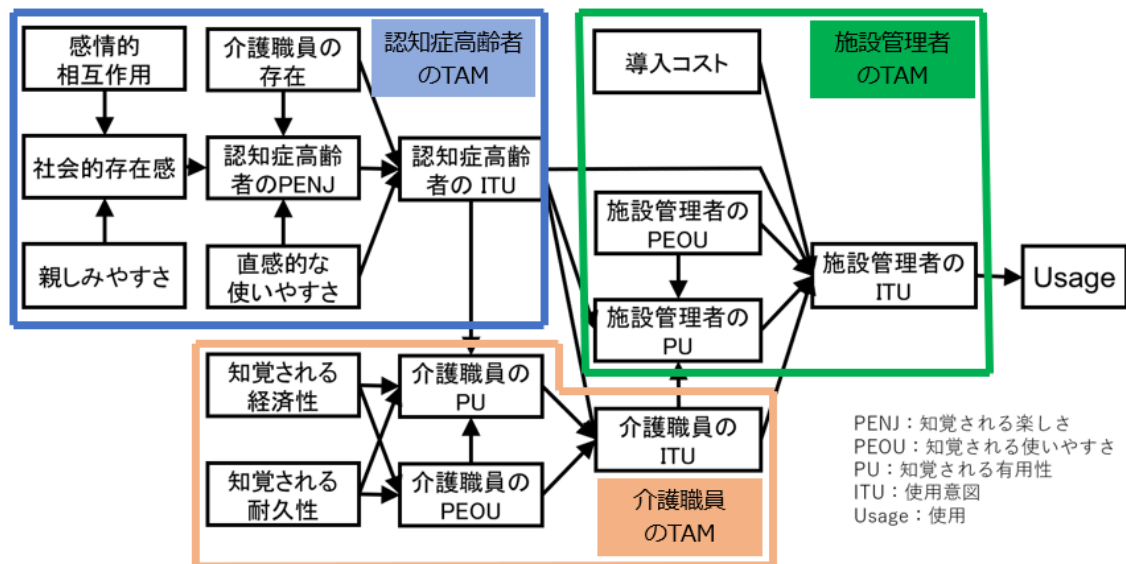 感情的
相互作用
介護職員の
存在
認知症高齢者
のTAM
社会的存在感
認知症高齢
者のPENJ
認知症高齢
者の ITU
親しみやすさ
直感的な
使いやすさ
導入コスト
施設管理者
のTAM
施設管理者の
PEOU
施設管理者の
PU
施設管理者の
ITU
Usage
知覚される
経済性
介護職員の
PU
知覚される
耐久性
介護職員の
PEOU
介護職員の
ITU
介護職員
のTAM
PENJ：知覚される楽しさ
PEOU：知覚される使いやすさ
PU：知覚される有用性
ITU：使用意図
Usage：使用